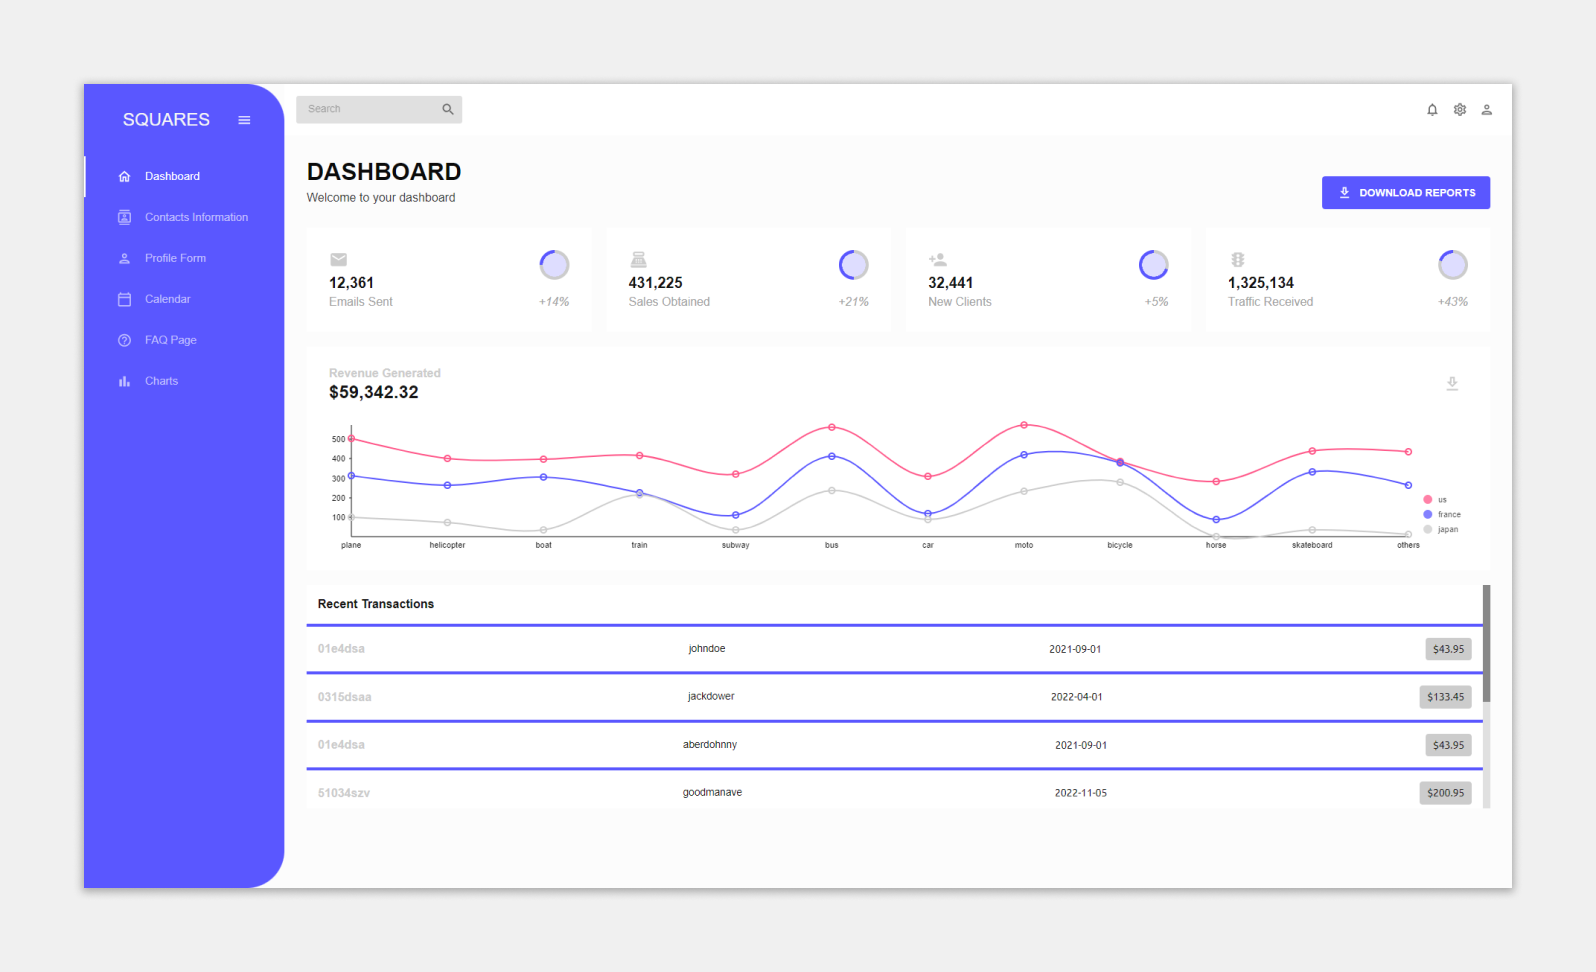 SQUARES
Search
Dashboard
Contacts Information
Profile Form
Calendar
FAQ Page
Charts
DASHBOARD
Welcome to your dashboard
DOWNLOAD REPORTS
12,361
Emails Sent
+14%
431,225
Sales Obtained
+21%
32,441
New Clients
+5%
1,325,134
Traffic Received
+43%
Revenue Generated
$59,342.32
500
400
300
200
100
plane helicopter boat train subway bus car moto bicycle horse skateboard others
us
france
japan
Recent Transactions
01e4dsa johndoe 2021-09-01 $43.95
0315dsaa jackdower 2022-04-01 $133.45
01e4dsa aberdohnny 2021-09-01 $43.95
51034szv goodmanave 2022-11-05 $200.95